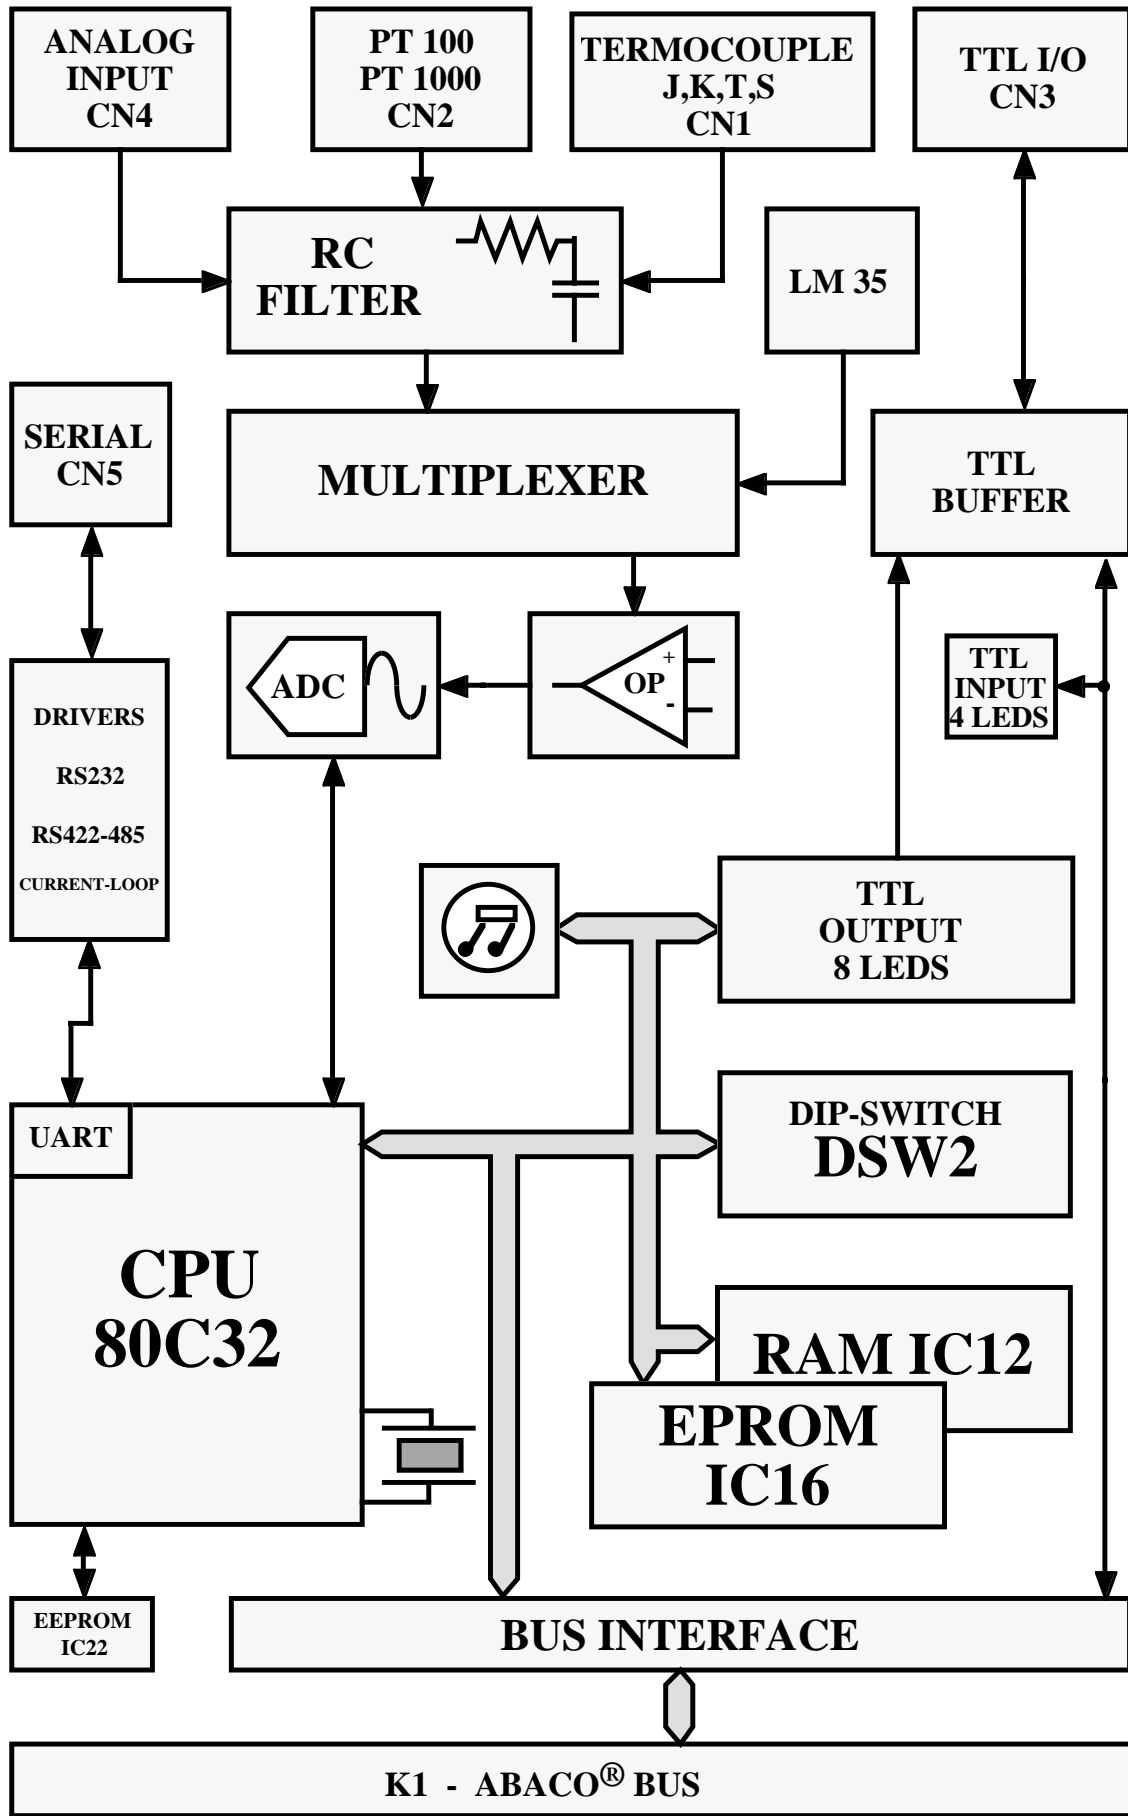 ANALOG
INPUT
CN4
PT 100
PT 1000
CN2
TERMOCOUPLE
J,K,T,S
CN1
TTL I/O
CN3
RC
FILTER
LM 35
SERIAL
CN5
MULTIPLEXER
TTL
BUFFER
ADC
OP
+
-
TTL
INPUT
4 LEDS
DRIVERS
RS232
RS422-485
CURRENT-LOOP
TTL
OUTPUT
8 LEDS
UART
DIP-SWITCH
DSW2
CPU
80C32
RAM IC12
EPROM
IC16
EEPROM
IC22
BUS INTERFACE
K1 - ABACO® BUS